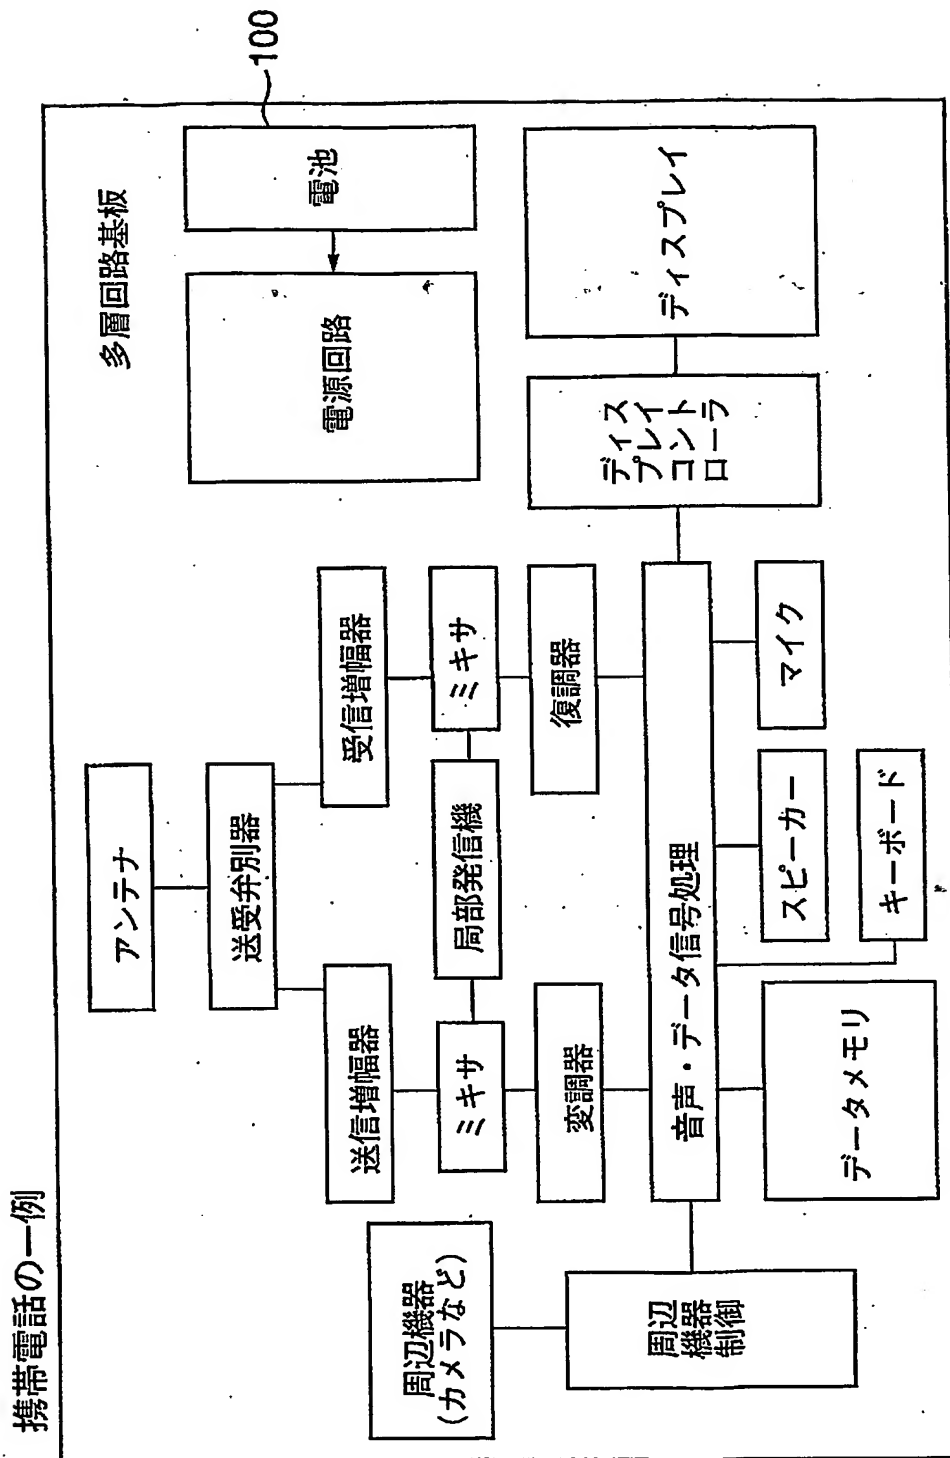 携帯電話の一例
多層回路基板
100
アンテナ
送受弁別器
送信増幅器
受信増幅器
ミキサ
局部発信機
ミキサ
変調器
復調器
電源回路
電池
周辺機器
(カメラなど)
周辺
機器
制御
音声・データ信号処理
ディス
プレイ
コント
ローラ
ディスプレイ
データメモリ
スピーカー
マイク
キーボード